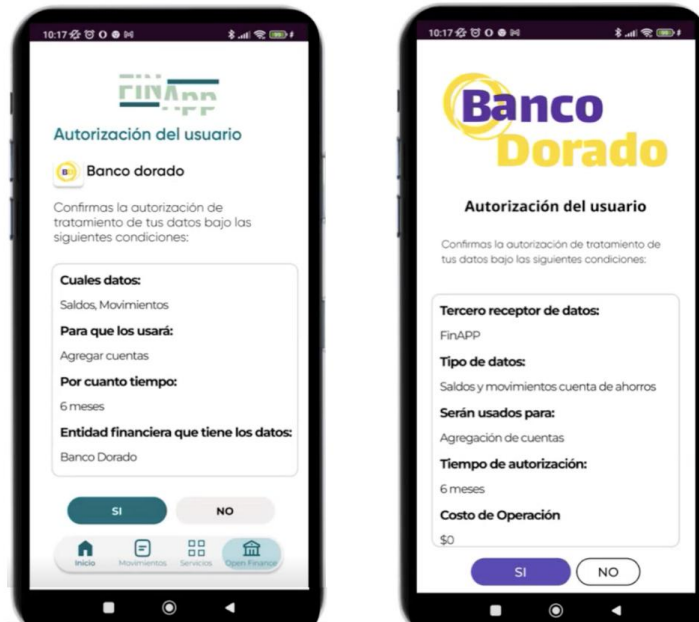 10:17
FINAPP
Autorización del usuario
BD
Banco dorado
Confirmas la autorización de
tratamiento de tus datos bajo las
siguientes condiciones:
Cuales datos:
Saldos, Movimientos
Para que los usará:
Agregar cuentas
Por cuanto tiempo:
6 meses
Entidad financiera que tiene los datos:
Banco Dorado
SI
NO
Inicio
Movimientos
Servicios
Open Finance
10:17
Banco
Dorado
Autorización del usuario
Confirmas la autorización de tratamiento de
tus datos bajo las siguientes condiciones:
Tercero receptor de datos:
FinAPP
Tipo de datos:
Saldos y movimientos cuenta de ahorros
Serán usados para:
Agregación de cuentas
Tiempo de autorización:
6 meses
Costo de Operación
$0
SI
NO